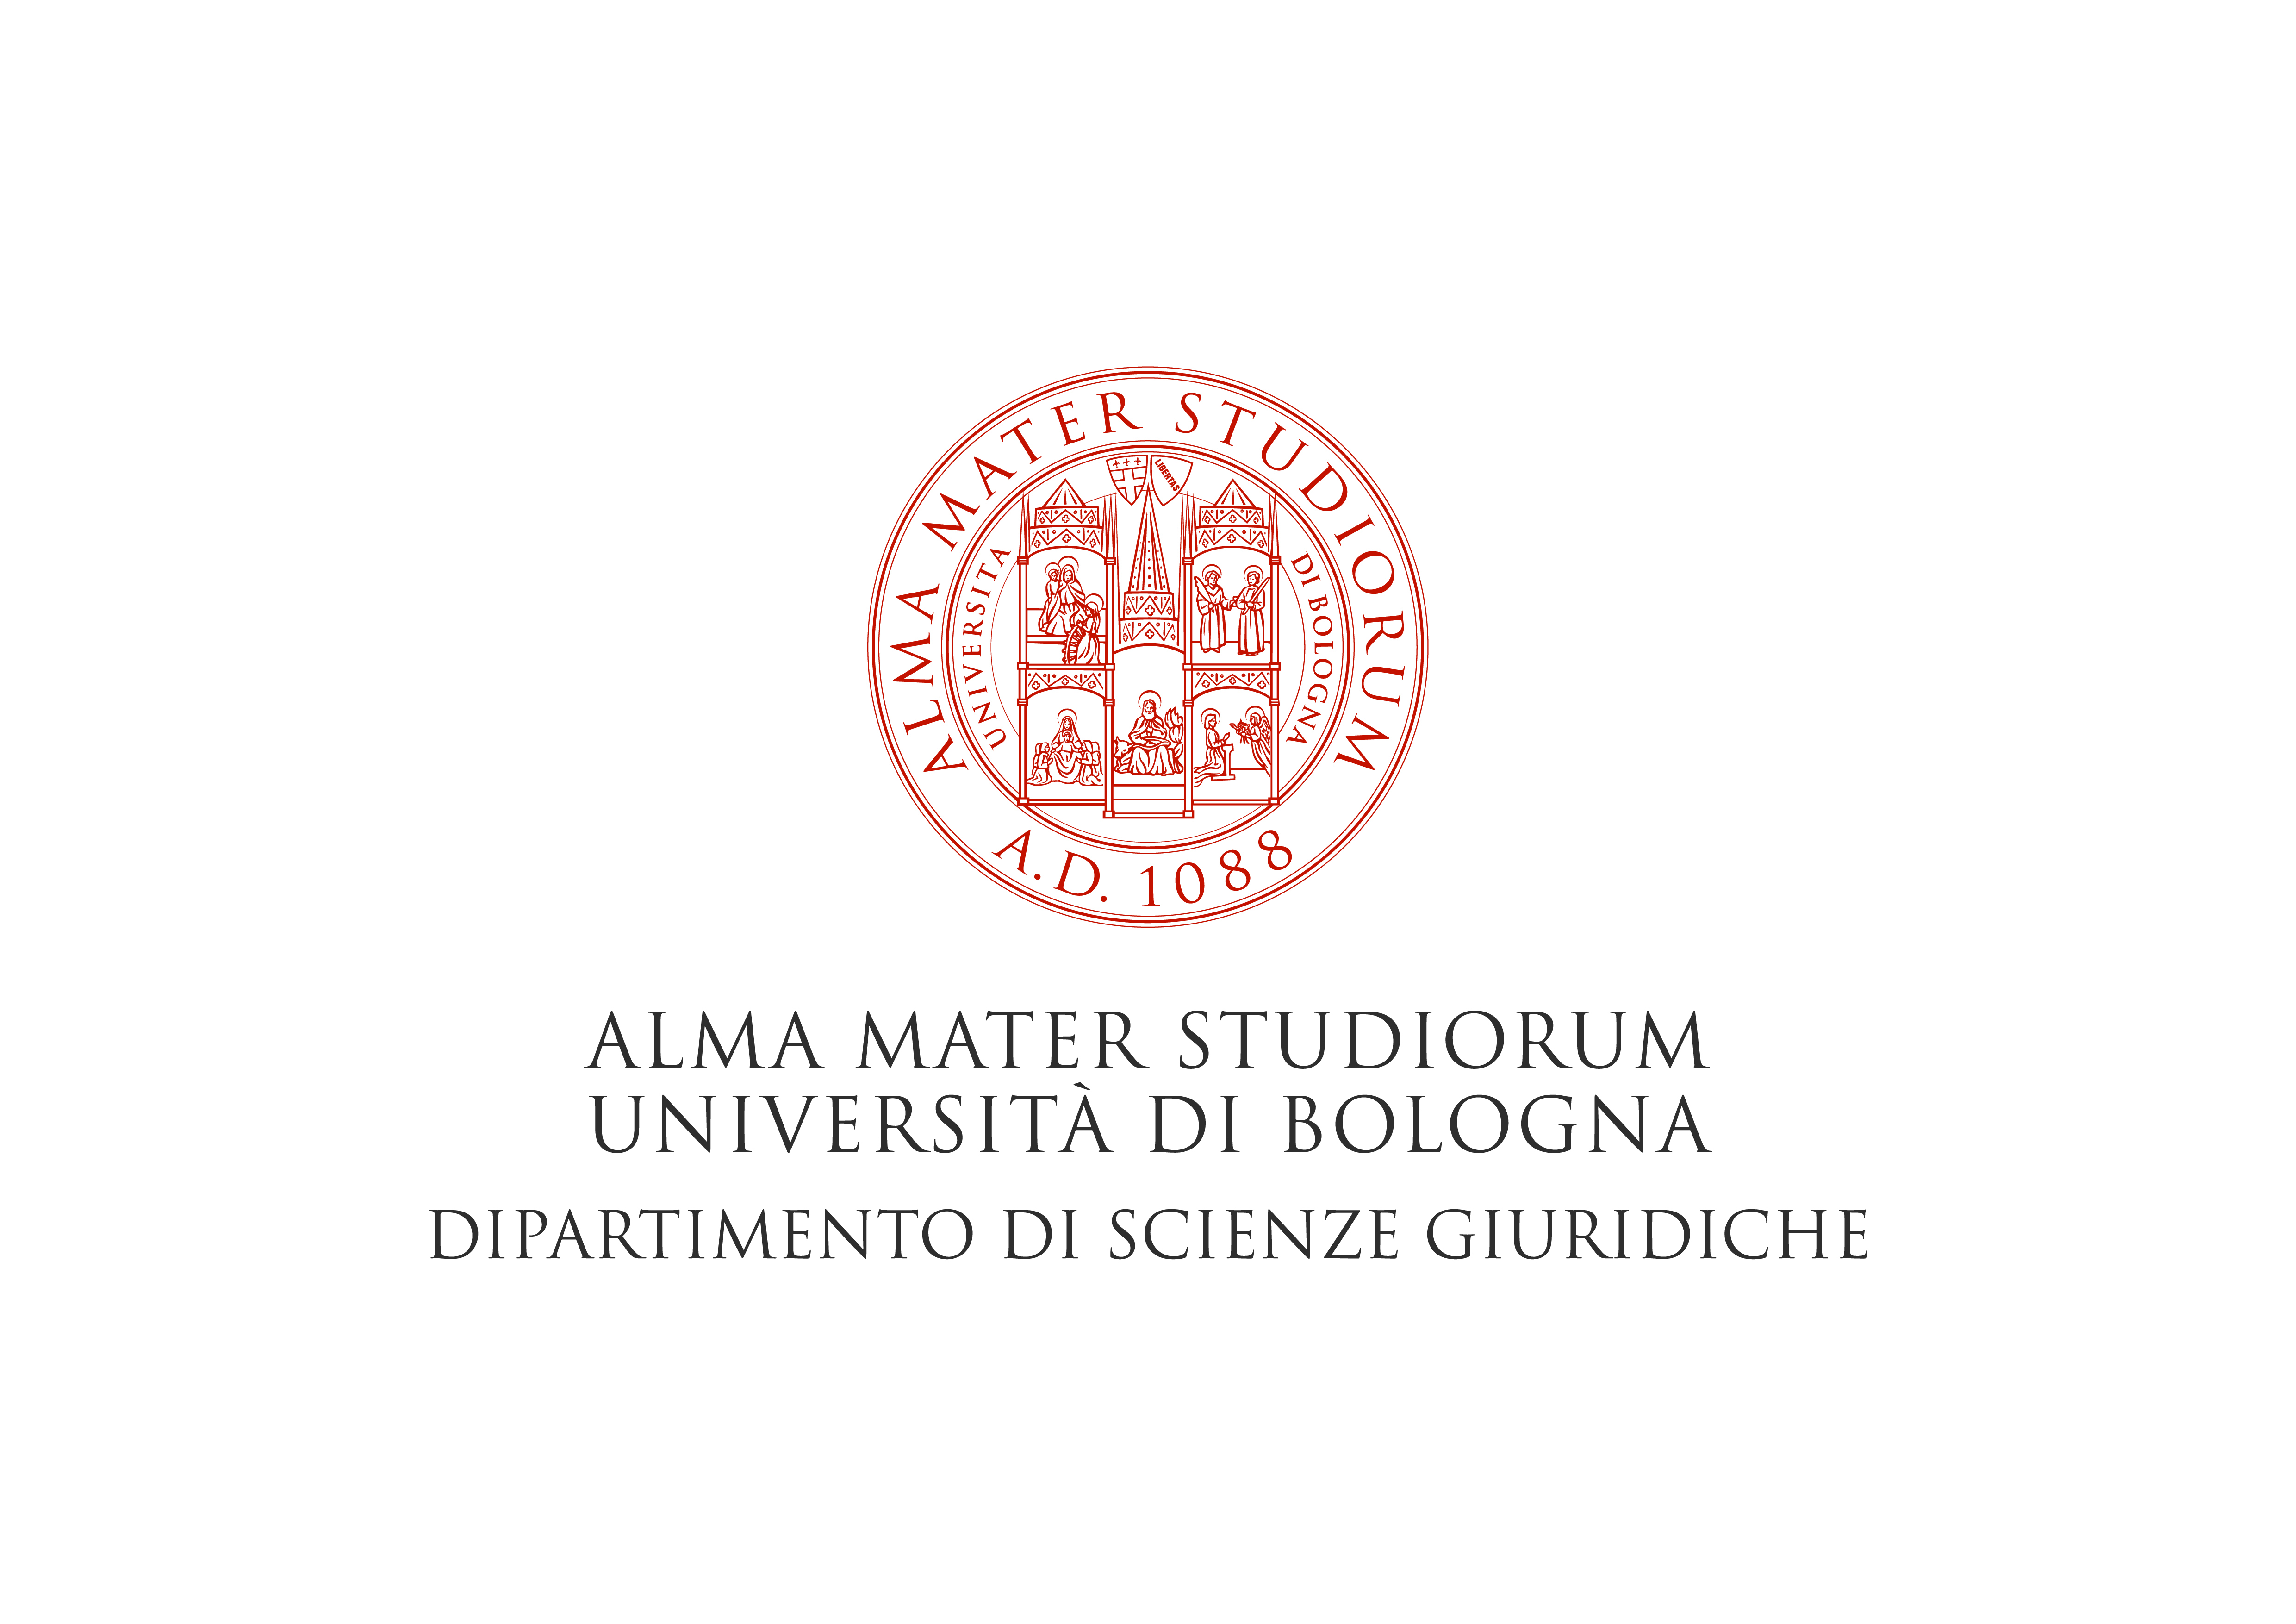 ALMA MATER STUDIORUM
LIBERTAS
UNIVERSITA
DI BOLOGNA
A.D. 1088
ALMA MATER STUDIORUM
UNIVERSITÀ DI BOLOGNA
DIPARTIMENTO DI SCIENZE GIURIDICHE